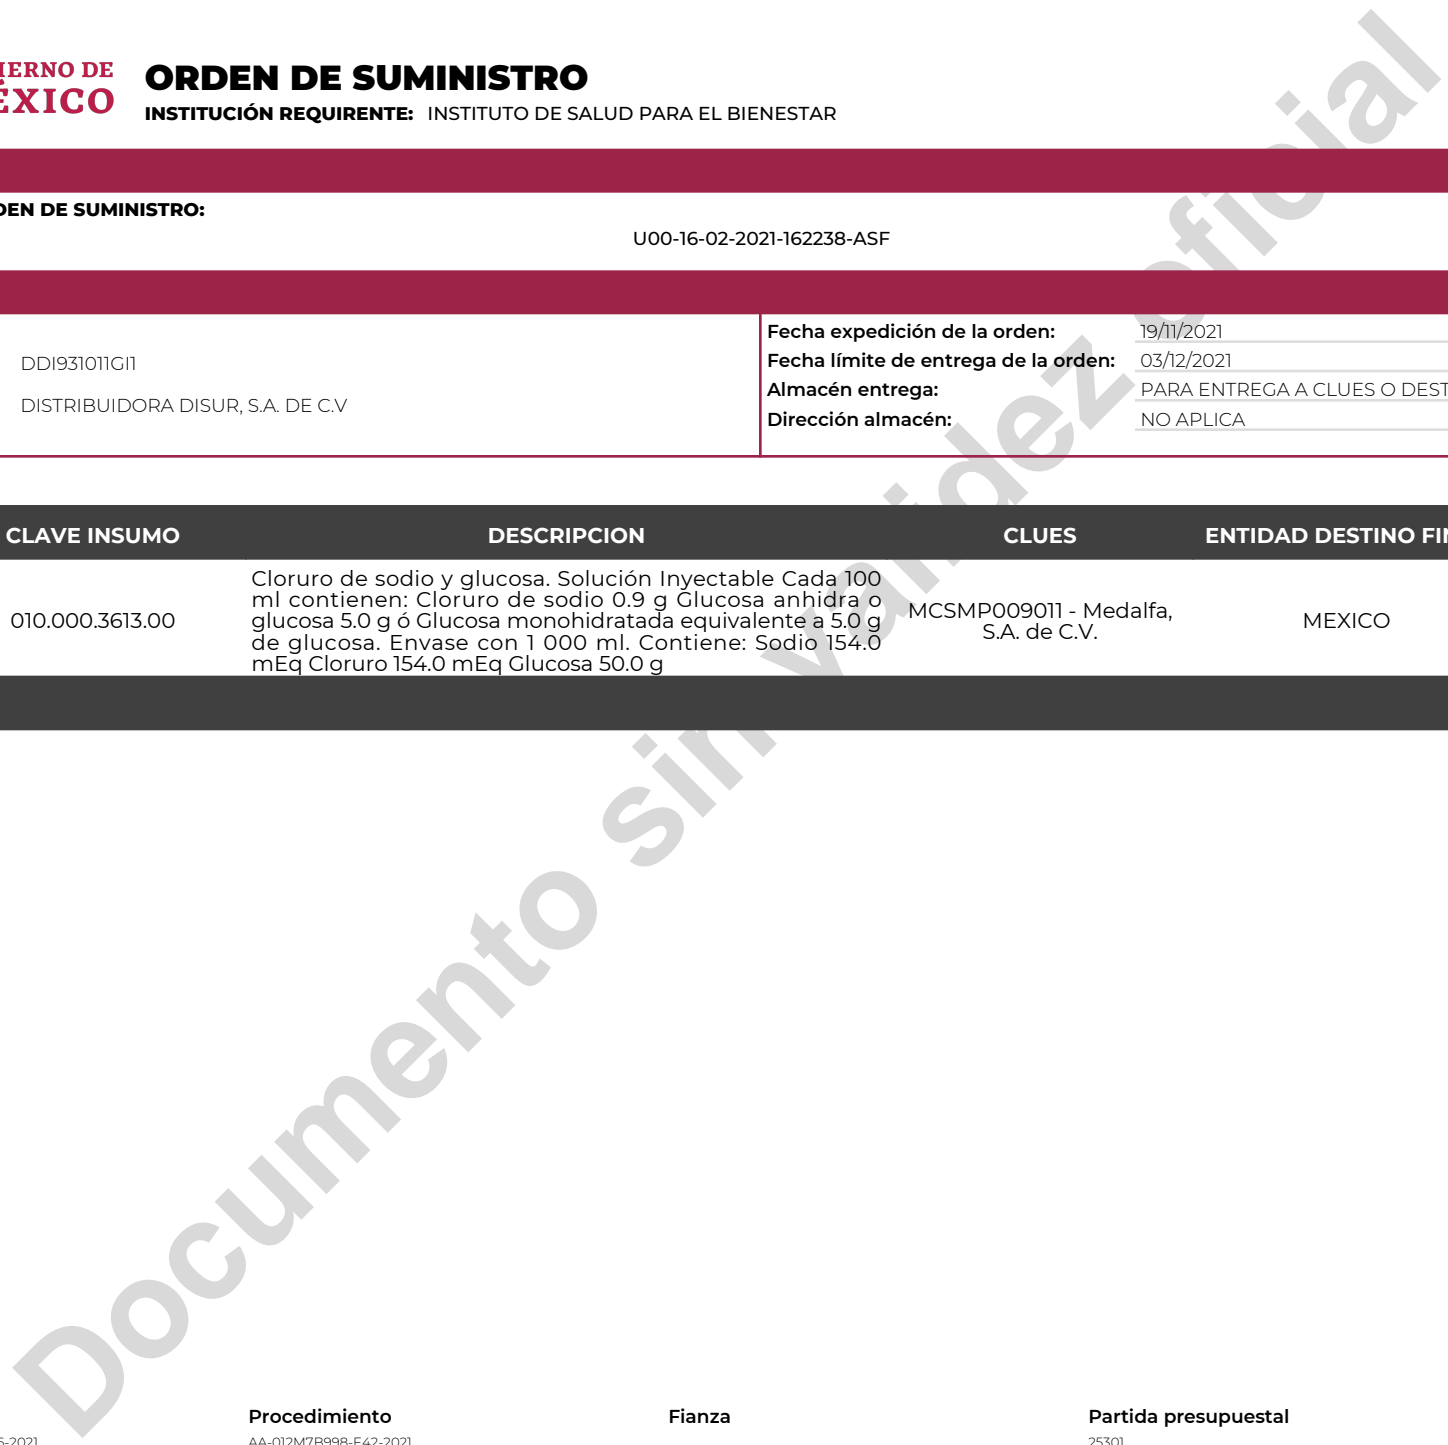 ORDEN DE SUMINISTRO
INSTITUCIÓN REQUIRENTE: INSTITUTO DE SALUD PARA EL BIENESTAR
DE SUMINISTRO:
U00-16-02-2021-162238-ASF
DDI931011GI1
DISTRIBUIDORA DISUR, S.A. DE C.V
Fecha expedición de la orden: 19/11/2021
Fecha límite de entrega de la orden: 03/12/2021
Almacén entrega: PARA ENTREGA A CLUES O
Dirección almacén: NO APLICA
CLAVE INSUMO DESCRIPCION CLUES ENTIDAD DESTINO
010.000.3613.00
Cloruro de sodio y glucosa. Solución Inyectable Cada 100
ml contienen: Cloruro de sodio 0.9 g Glucosa anhidra o
glucosa 5.0 g ó Glucosa monohidratada equivalente a 5.0 g
de glucosa. Envase con 1 000 ml. Contiene: Sodio 154.0
mEq Cloruro 154.0 mEq Glucosa 50.0 g
MCSMP009011 - Medalfa,
S.A. de C.V.
MEXICO
Documento sin validez oficial
Procedimiento Fianza Partida presupuestal
AA-012M7B998-E42-2021 25301